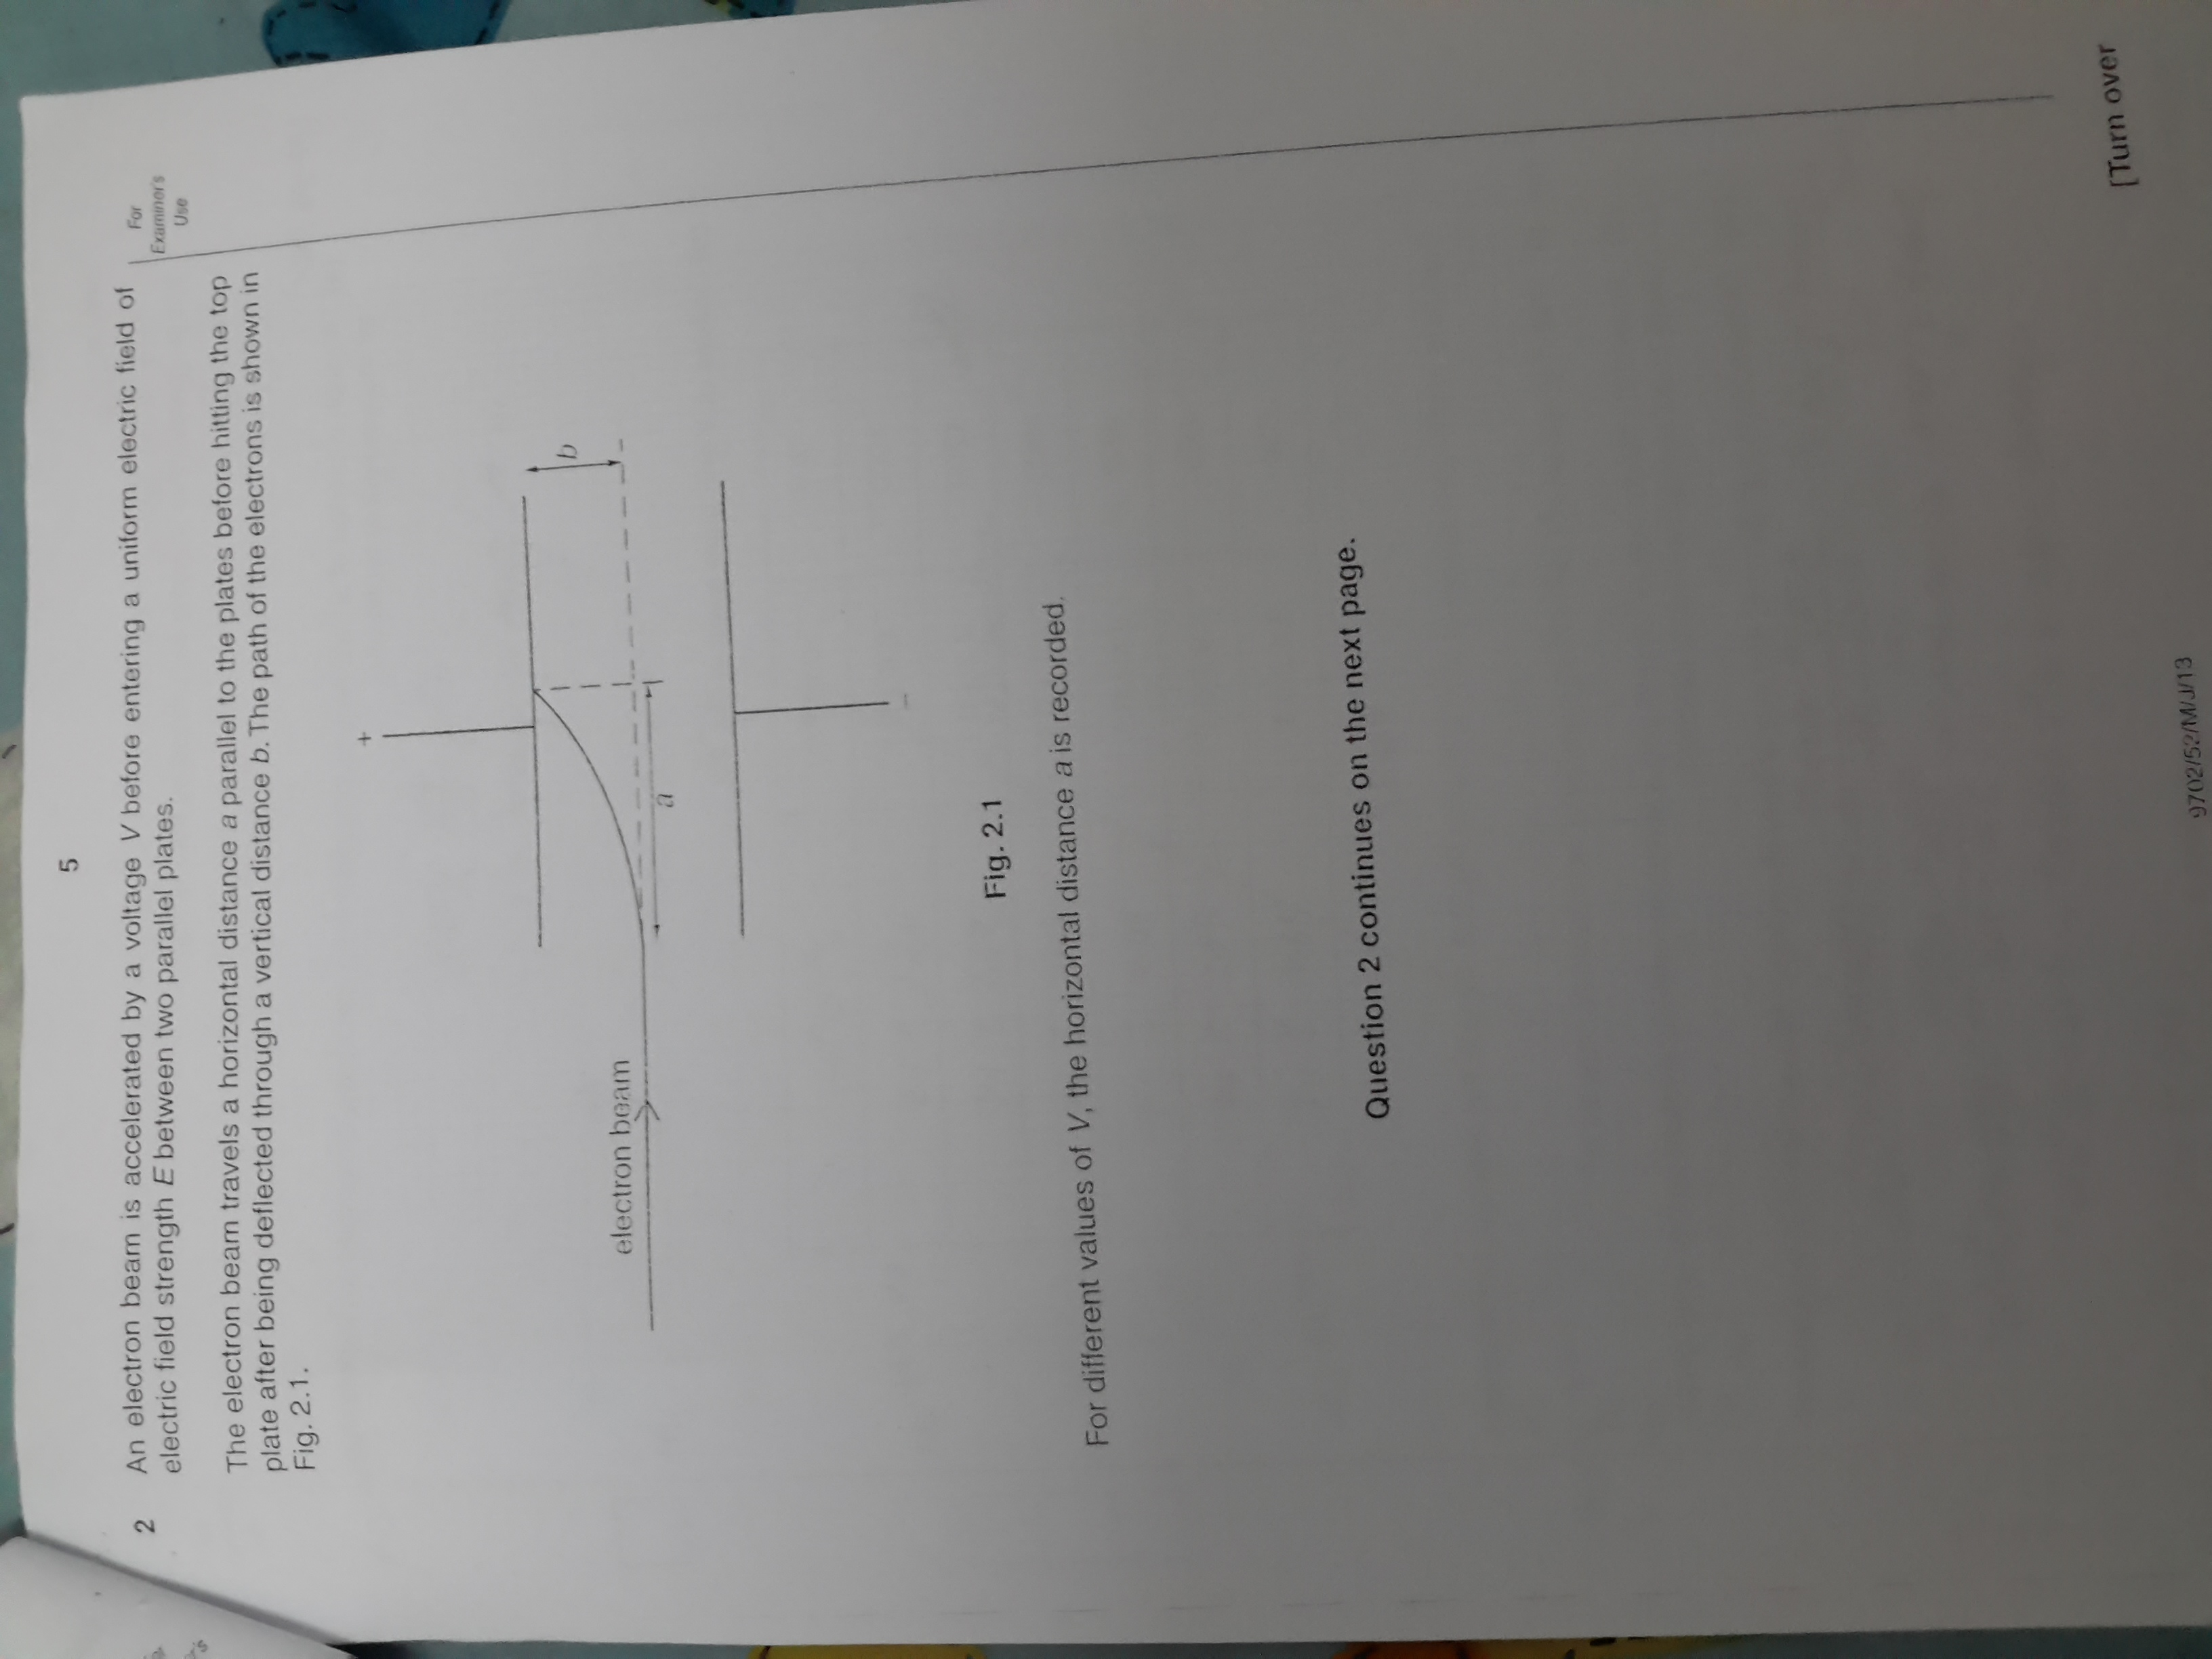 5
2 An electron beam is accelerated by a voltage V before entering a uniform electric field of
electric field strength E between two parallel plates.
For
Examiner's
Use
The electron beam travels a horizontal distance a parallel to the plates before hitting the top
plate after being deflected through a vertical distance b. The path of the electrons is shown in
Fig. 2.1.
+
b
electron beam
a
–
Fig. 2.1
For different values of V, the horizontal distance a is recorded.
Question 2 continues on the next page.
[Turn over
9702/52/M/J/13